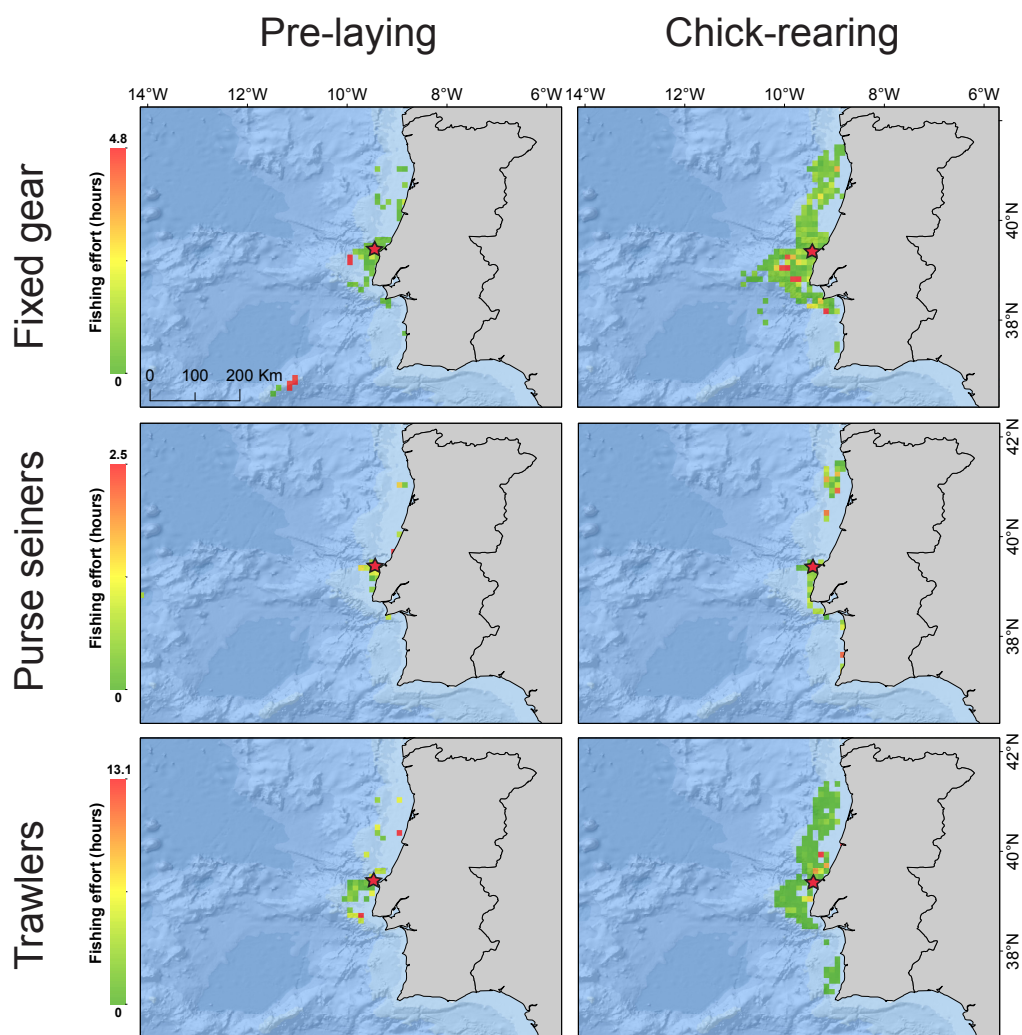 Pre-laying Chick-rearing
14°W 12°W 10°W 8°W 6°W 14°W 12°W 10°W 8°W 6°W
Fixed gear
Fishing effort (hours)
4.8
0
0 100 200 Km
40°N
38°N
Purse seiners
Fishing effort (hours)
2.5
0
42°N
40°N
38°N
Trawlers
Fishing effort (hours)
13.1
0
42°N
40°N
38°N